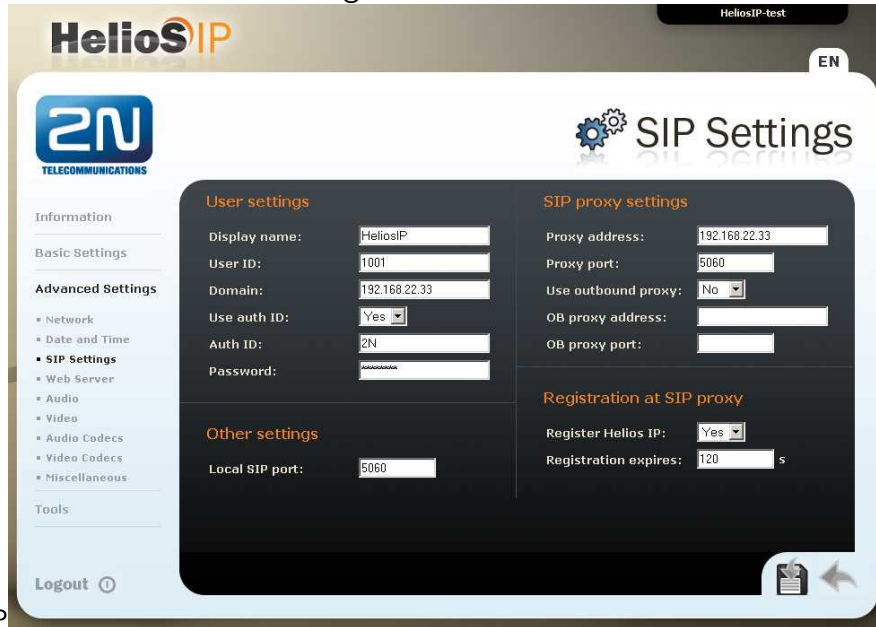 HelioSIP
HeliosIP-test
EN
2N
TELECOMMUNICATIONS
SIP Settings
Information
Basic Settings
Advanced Settings
Network
Date and Time
SIP Settings
Web Server
Audio
Video
Audio Codecs
Video Codecs
Miscellaneous
Tools
Logout
User settings
Display name: HeliosIP
User ID: 1001
Domain: 192.168.22.33
Use auth ID: Yes
Auth ID: 2N
Password: ********
Other settings
Local SIP port: 5060
SIP proxy settings
Proxy address: 192.168.22.33
Proxy port: 5060
Use outbound proxy: No
OB proxy address:
OB proxy port:
Registration at SIP proxy
Register Helios IP: Yes
Registration expires: 120 s